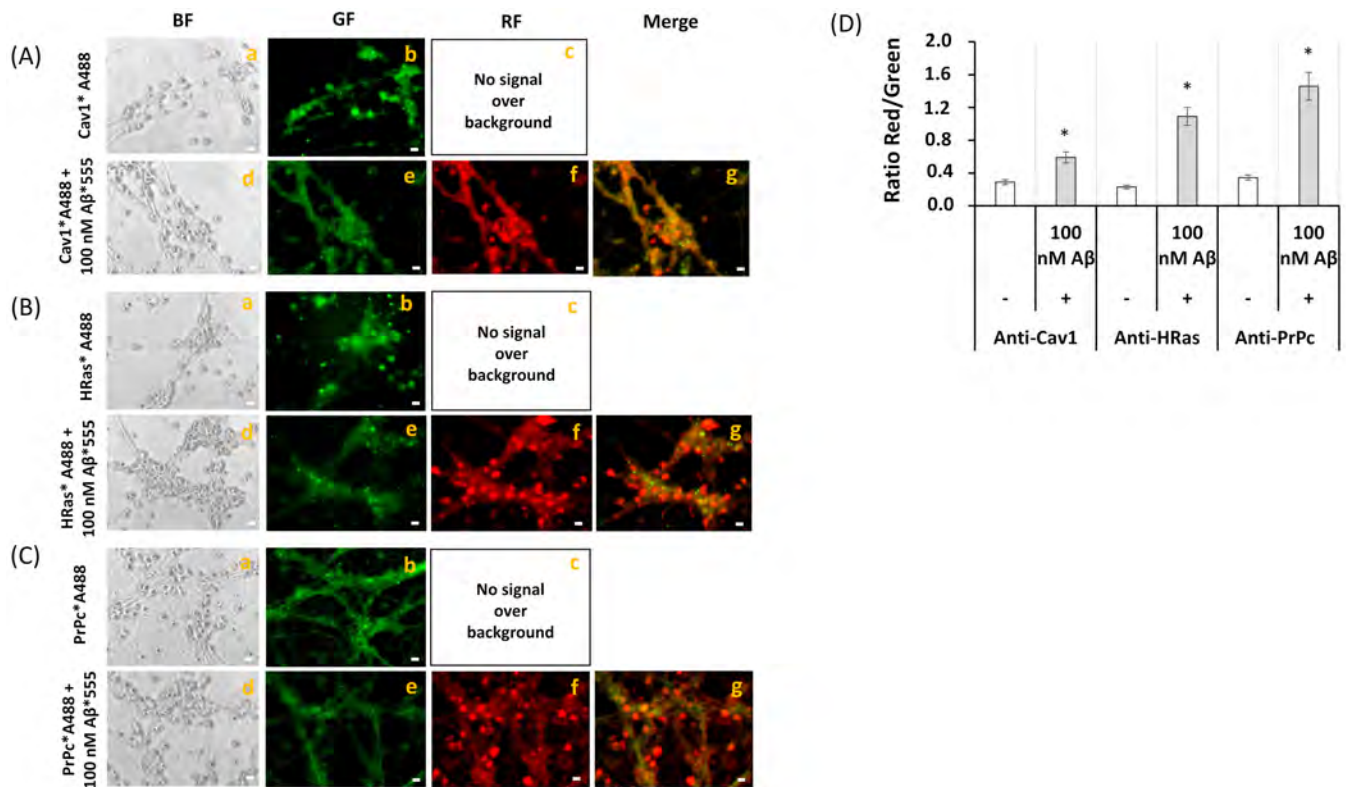 BF GF RF Merge
(A)
Cav1* A488
a b c
No signal
over
background
Cav1*A488 +
100 nM Aβ*555
d e f g
(B)
HRas* A488
a b c
No signal
over
background
HRas* A488 +
100 nM Aβ*555
d e f g
(C)
PrPc*A488
a b c
No signal
over
background
PrPc*A488 +
100 nM Aβ*555
d e f g
(D)
Ratio Red/Green
2.0
1.6
1.2
0.8
0.4
0.0
* * *
100 100 100
nM Aβ nM Aβ nM Aβ
- + - + - +
Anti-Cav1 Anti-HRas Anti-PrPc